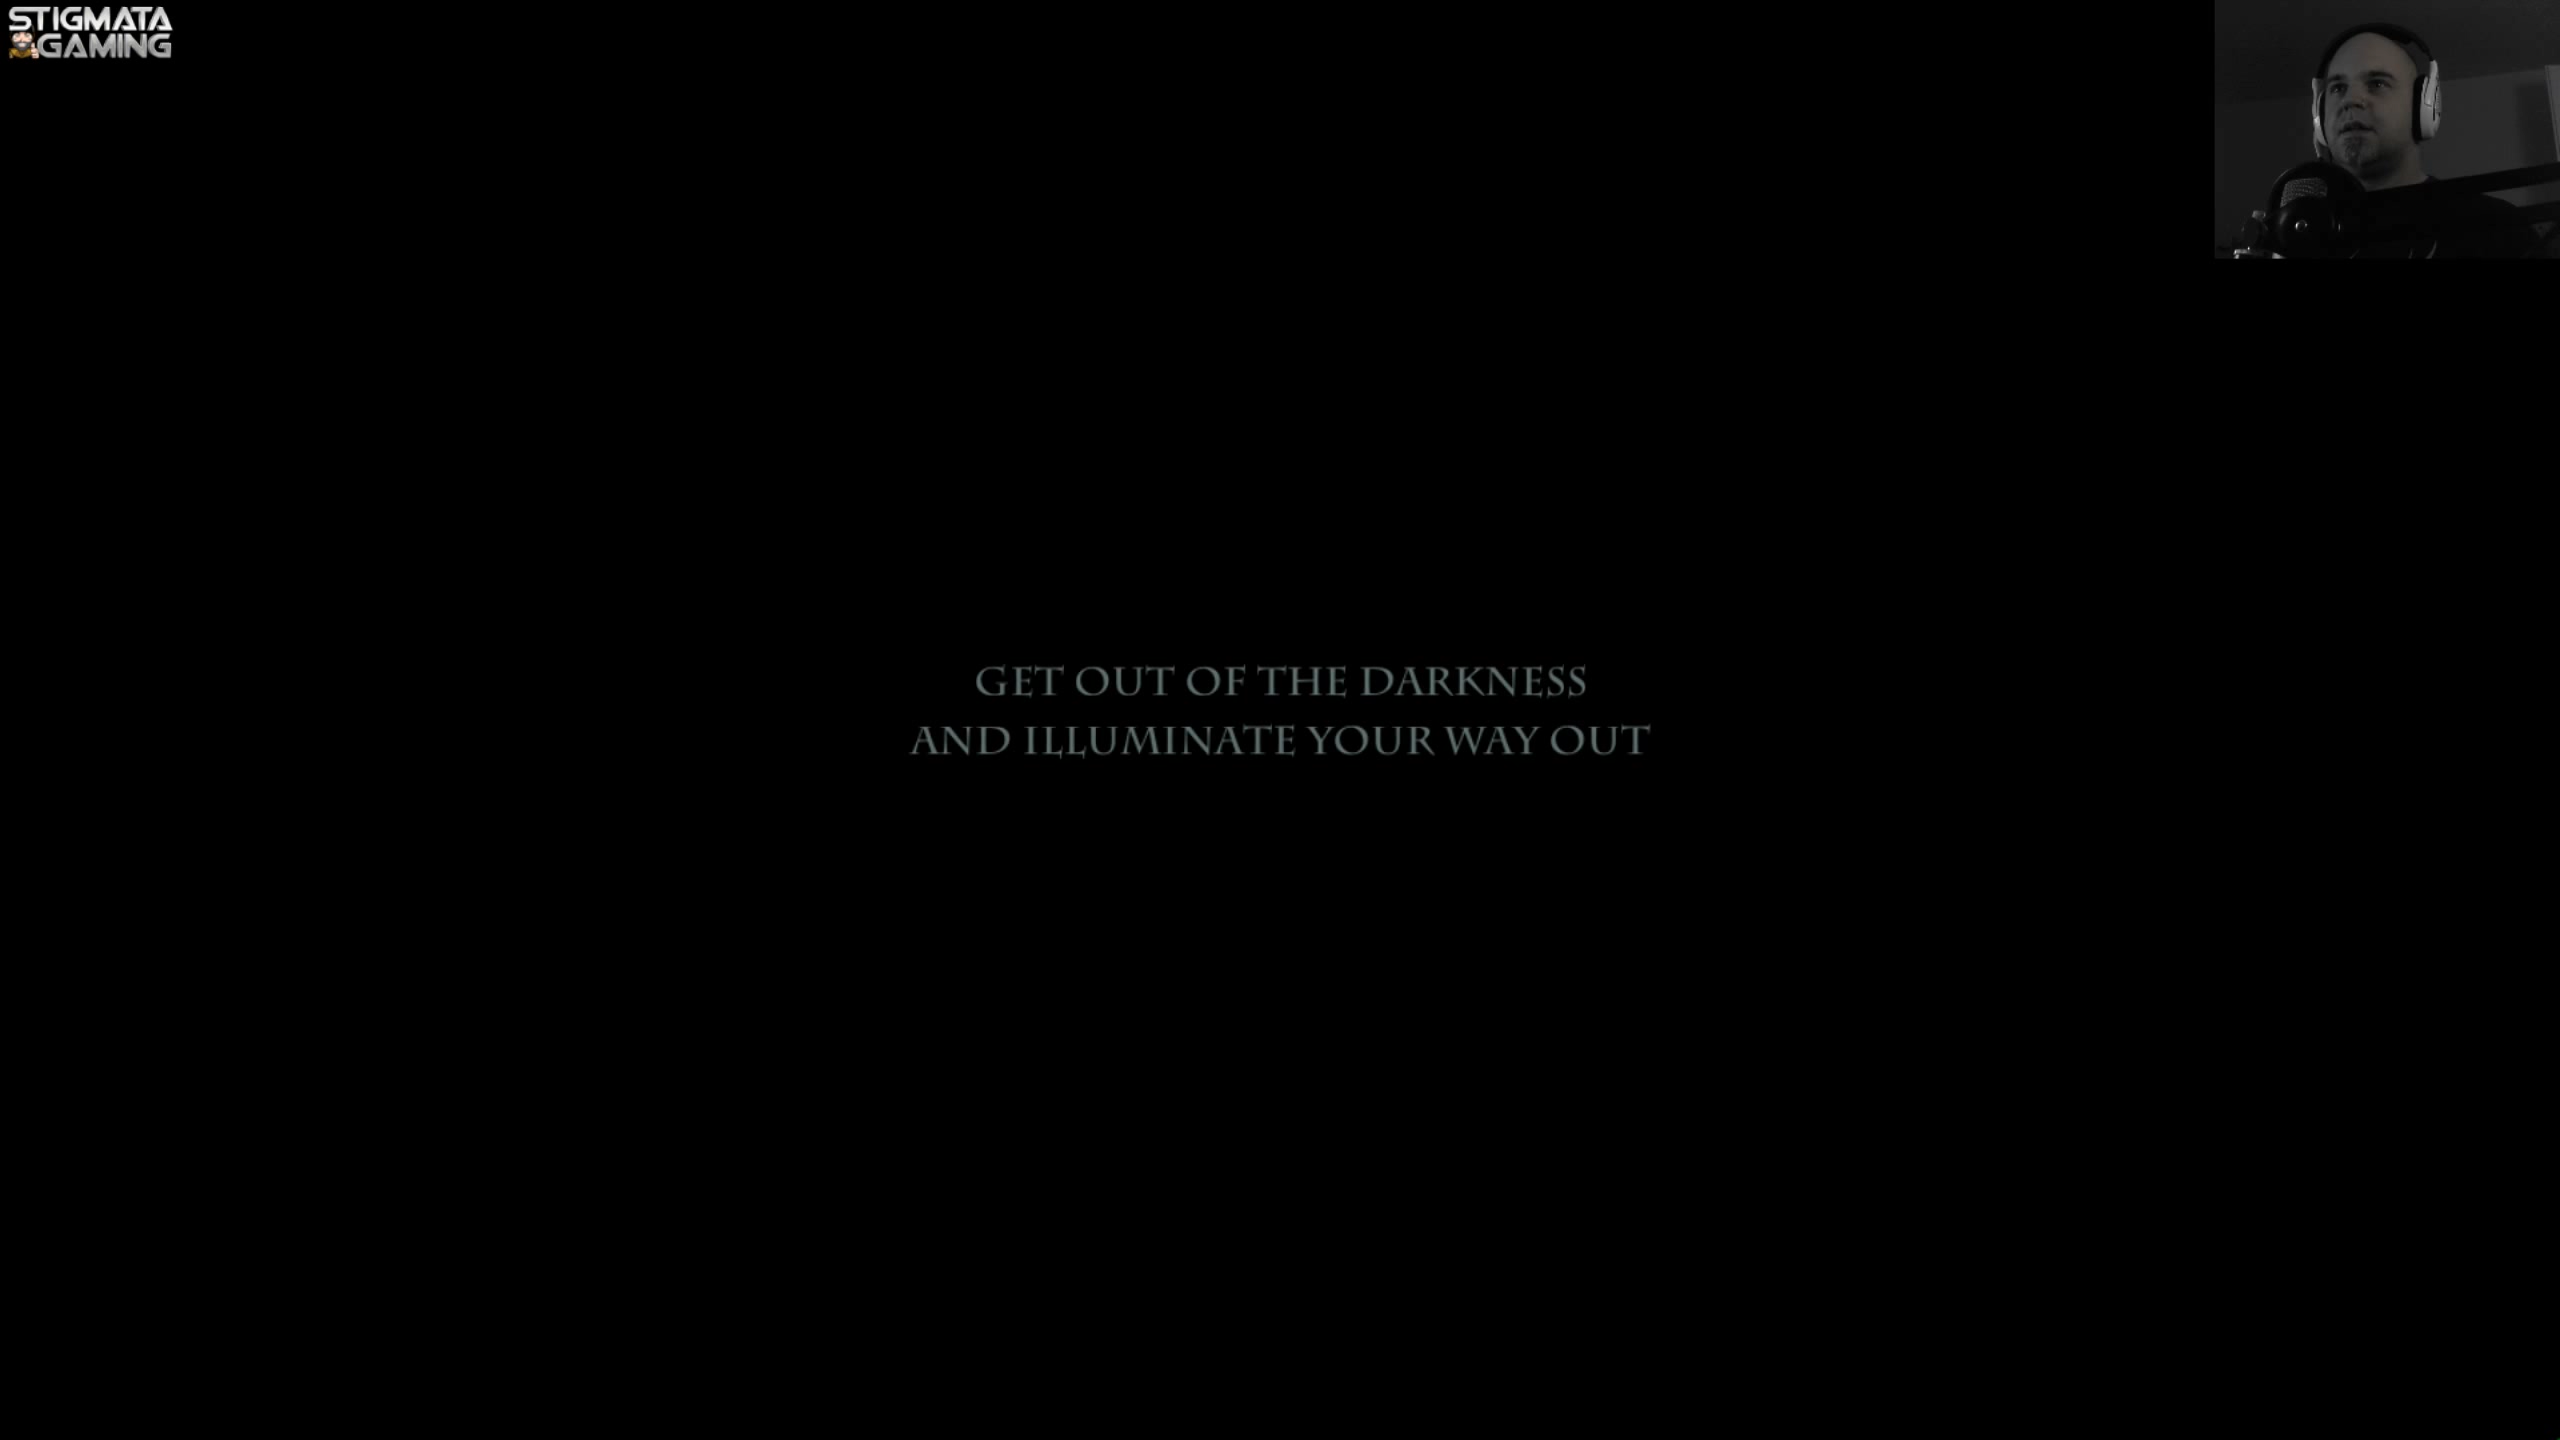 STIGMATA
GAMING
GET OUT OF THE DARKNESS
AND ILLUMINATE YOUR WAY OUT